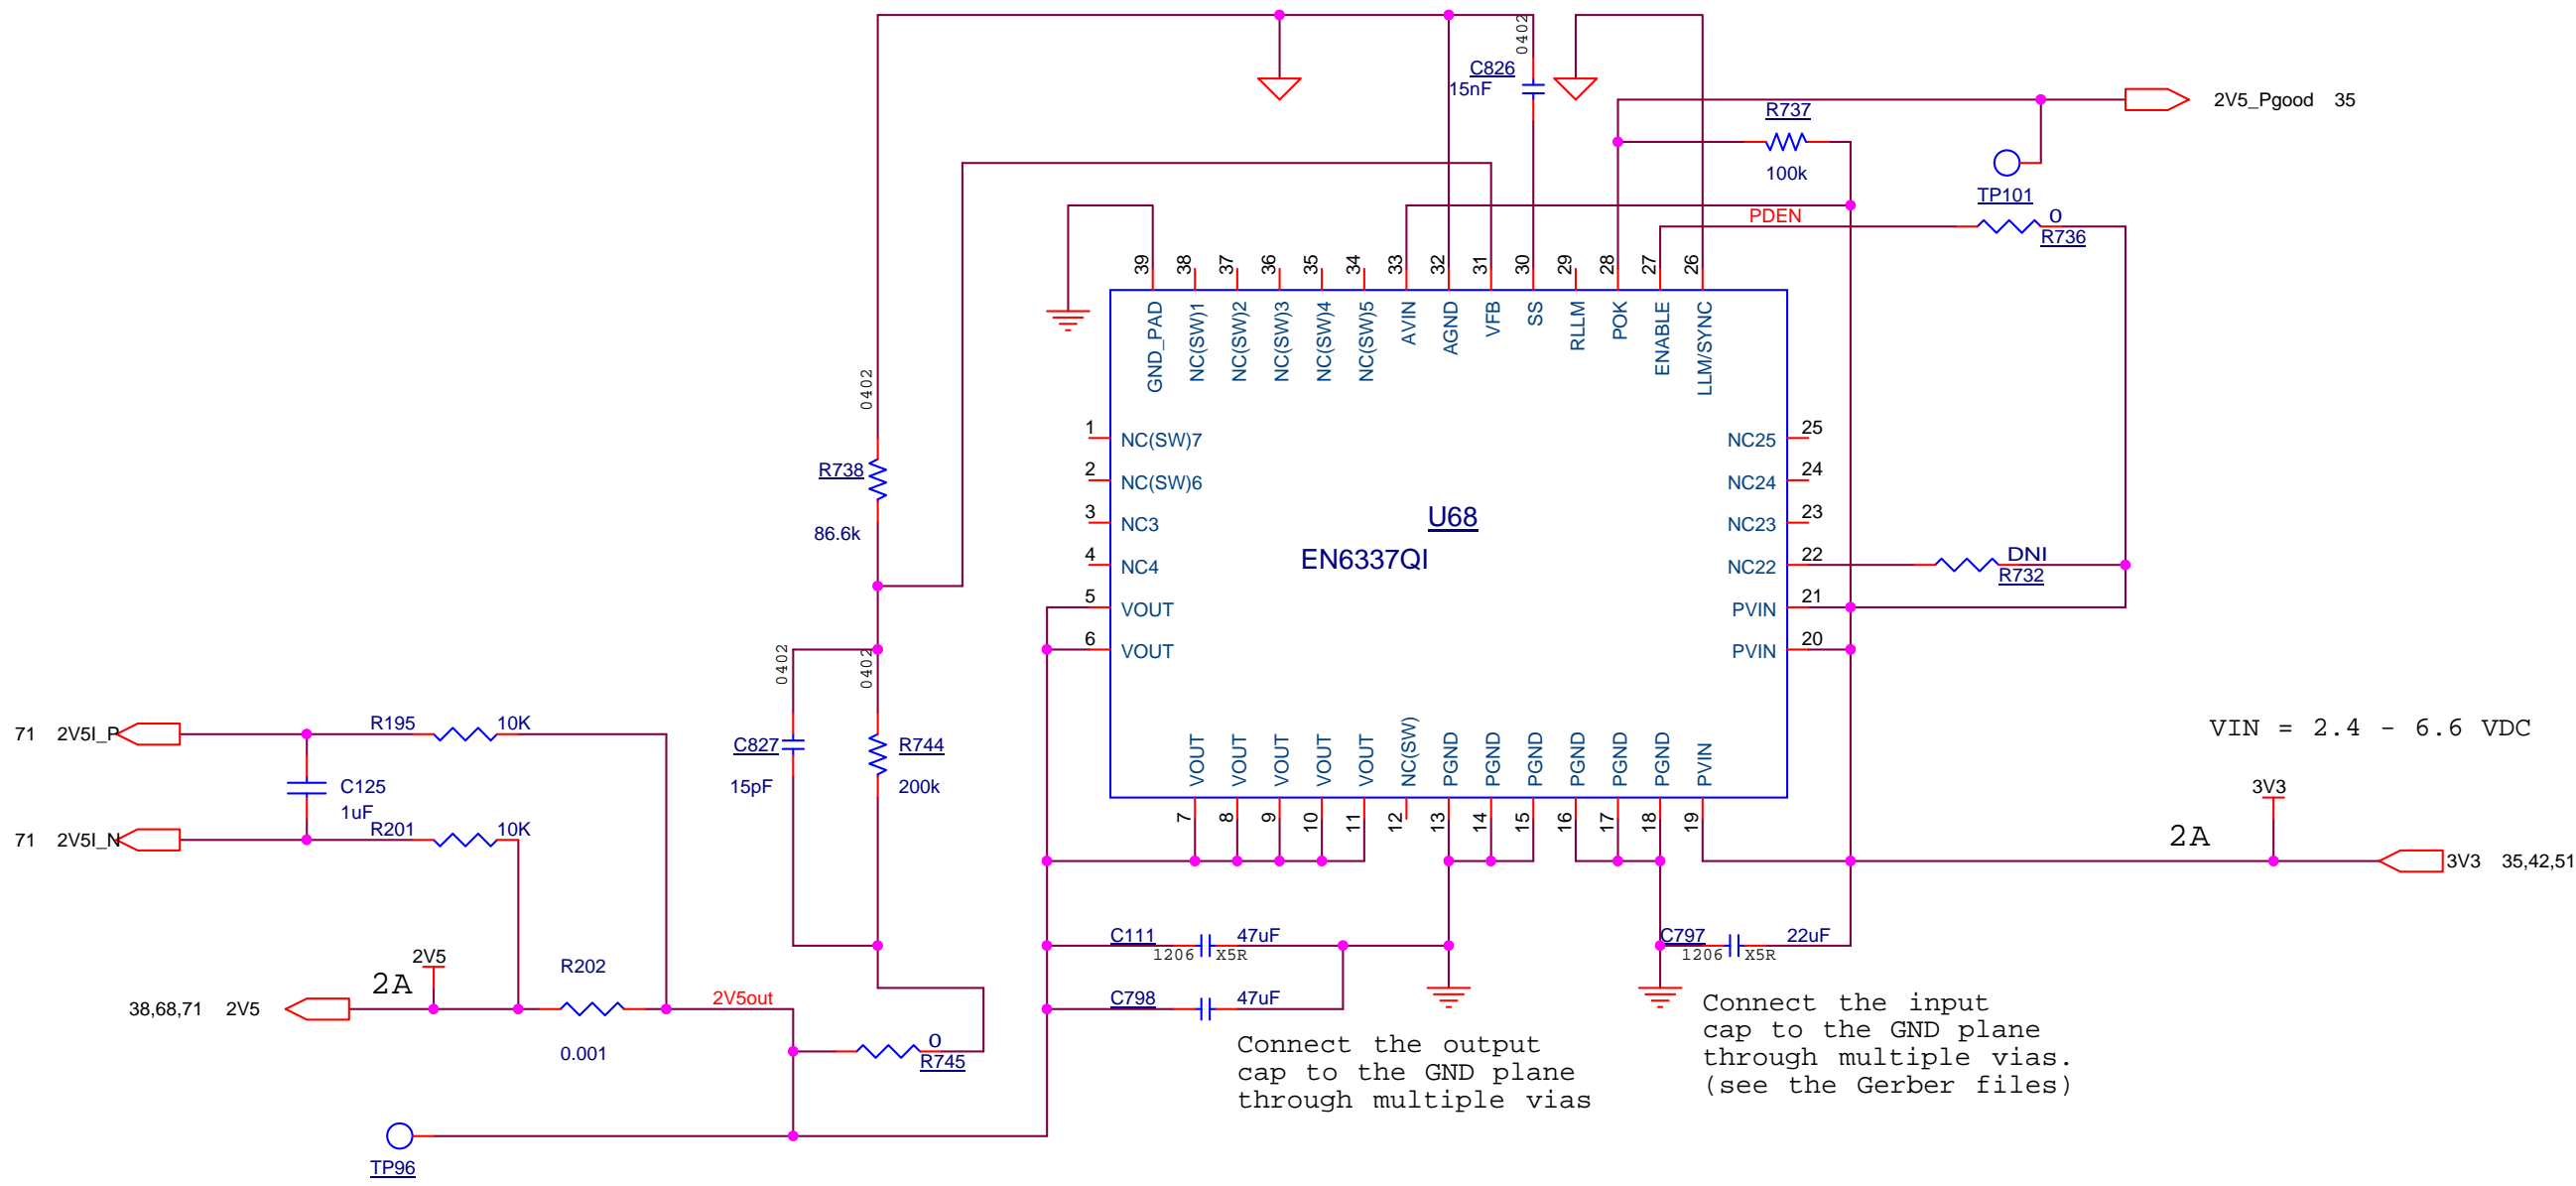 0402
C826
15nF
2V5_Pgood 35
R737
100k
TP101
PDEN
0
R736
39
38
37
36
35
34
33
32
31
30
29
28
27
26
GND_PAD
NC(SW)1
NC(SW)2
NC(SW)3
NC(SW)4
NC(SW)5
AVIN
AGND
VFB
SS
RLLM
POK
ENABLE
LLM/SYNC
0402
R738
86.6k
1 NC(SW)7
2 NC(SW)6
3 NC3
4 NC4
5 VOUT
6 VOUT
U68
EN6337QI
NC25 25
NC24 24
NC23 23
NC22 22
PVIN 21
PVIN 20
DNI
R732
0402
0402
C827
15pF
R744
200k
71 2V5I_P
R195 10K
C125
1uF
71 2V5I_N
R201 10K
VOUT
VOUT
VOUT
VOUT
VOUT
NC(SW)
PGND
PGND
PGND
PGND
PGND
PGND
PVIN
7
8
9
10
11
12
13
14
15
16
17
18
19
VIN = 2.4 - 6.6 VDC
3V3
2A
3V3 35,42,51
C111 47uF
1206 X5R
C797 22uF
1206 X5R
C798 47uF
2V5
2A
R202
0.001
38,68,71 2V5
2V5out
0
R745
TP96
Connect the output
cap to the GND plane
through multiple vias
Connect the input
cap to the GND plane
through multiple vias.
(see the Gerber files)